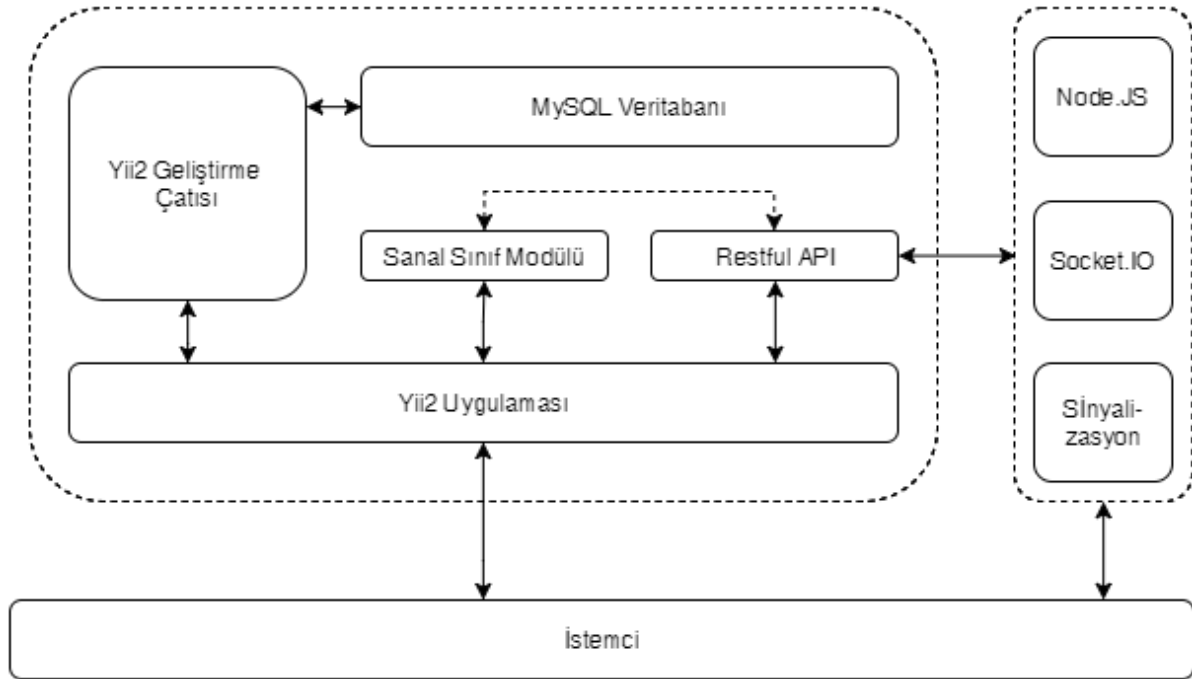 MySQL Veritabanı
Node.JS
Yii2 Geliştirme
Çatısı
Sanal Sınıf Modülü
Restful API
Socket.IO
Yii2 Uygulaması
Sİnyali-
zasyon
İstemci